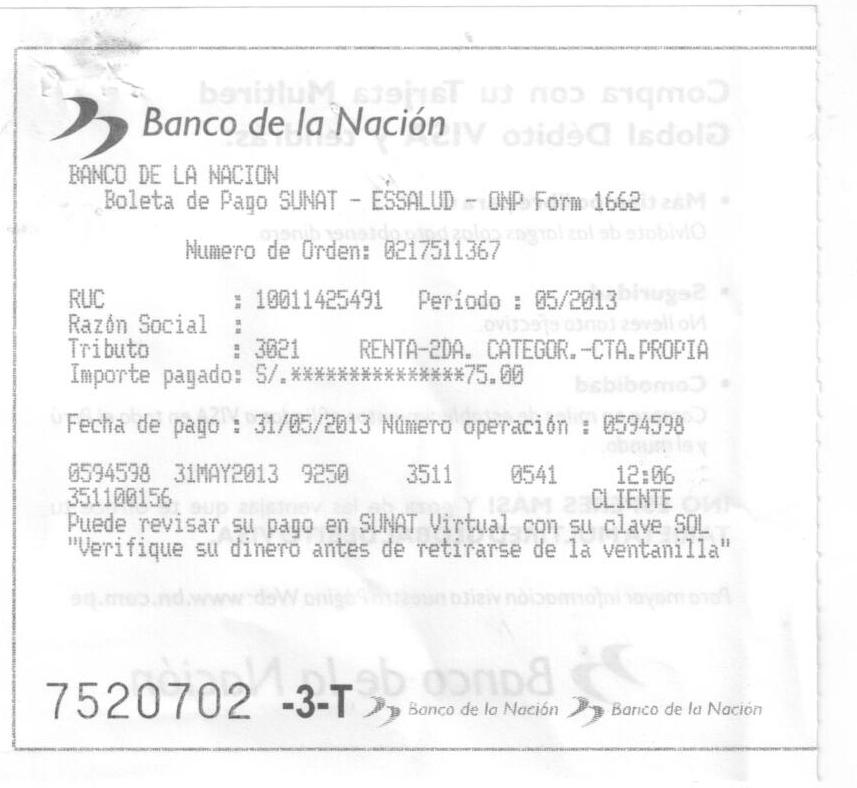 Banco de la Nación
BANCO DE LA NACION
Boleta de Pago SUNAT - ESSALUD - ONP Form 1662
Numero de Orden: 0217511367
RUC : 10011425491 Período : 05/2013
Razón Social :
Tributo : 3021 RENTA-2DA. CATEGOR.-CTA.PROPIA
Importe pagado: S/.***************75.00
Fecha de pago : 31/05/2013 Número operación : 0594598
0594598 31MAY2013 9250 3511 0541 12:06
351100156 CLIENTE
Puede revisar su pago en SUNAT Virtual con su clave SOL
"Verifique su dinero antes de retirarse de la ventanilla"
7520702 -3-T Banco de la Nación Banco de la Nación